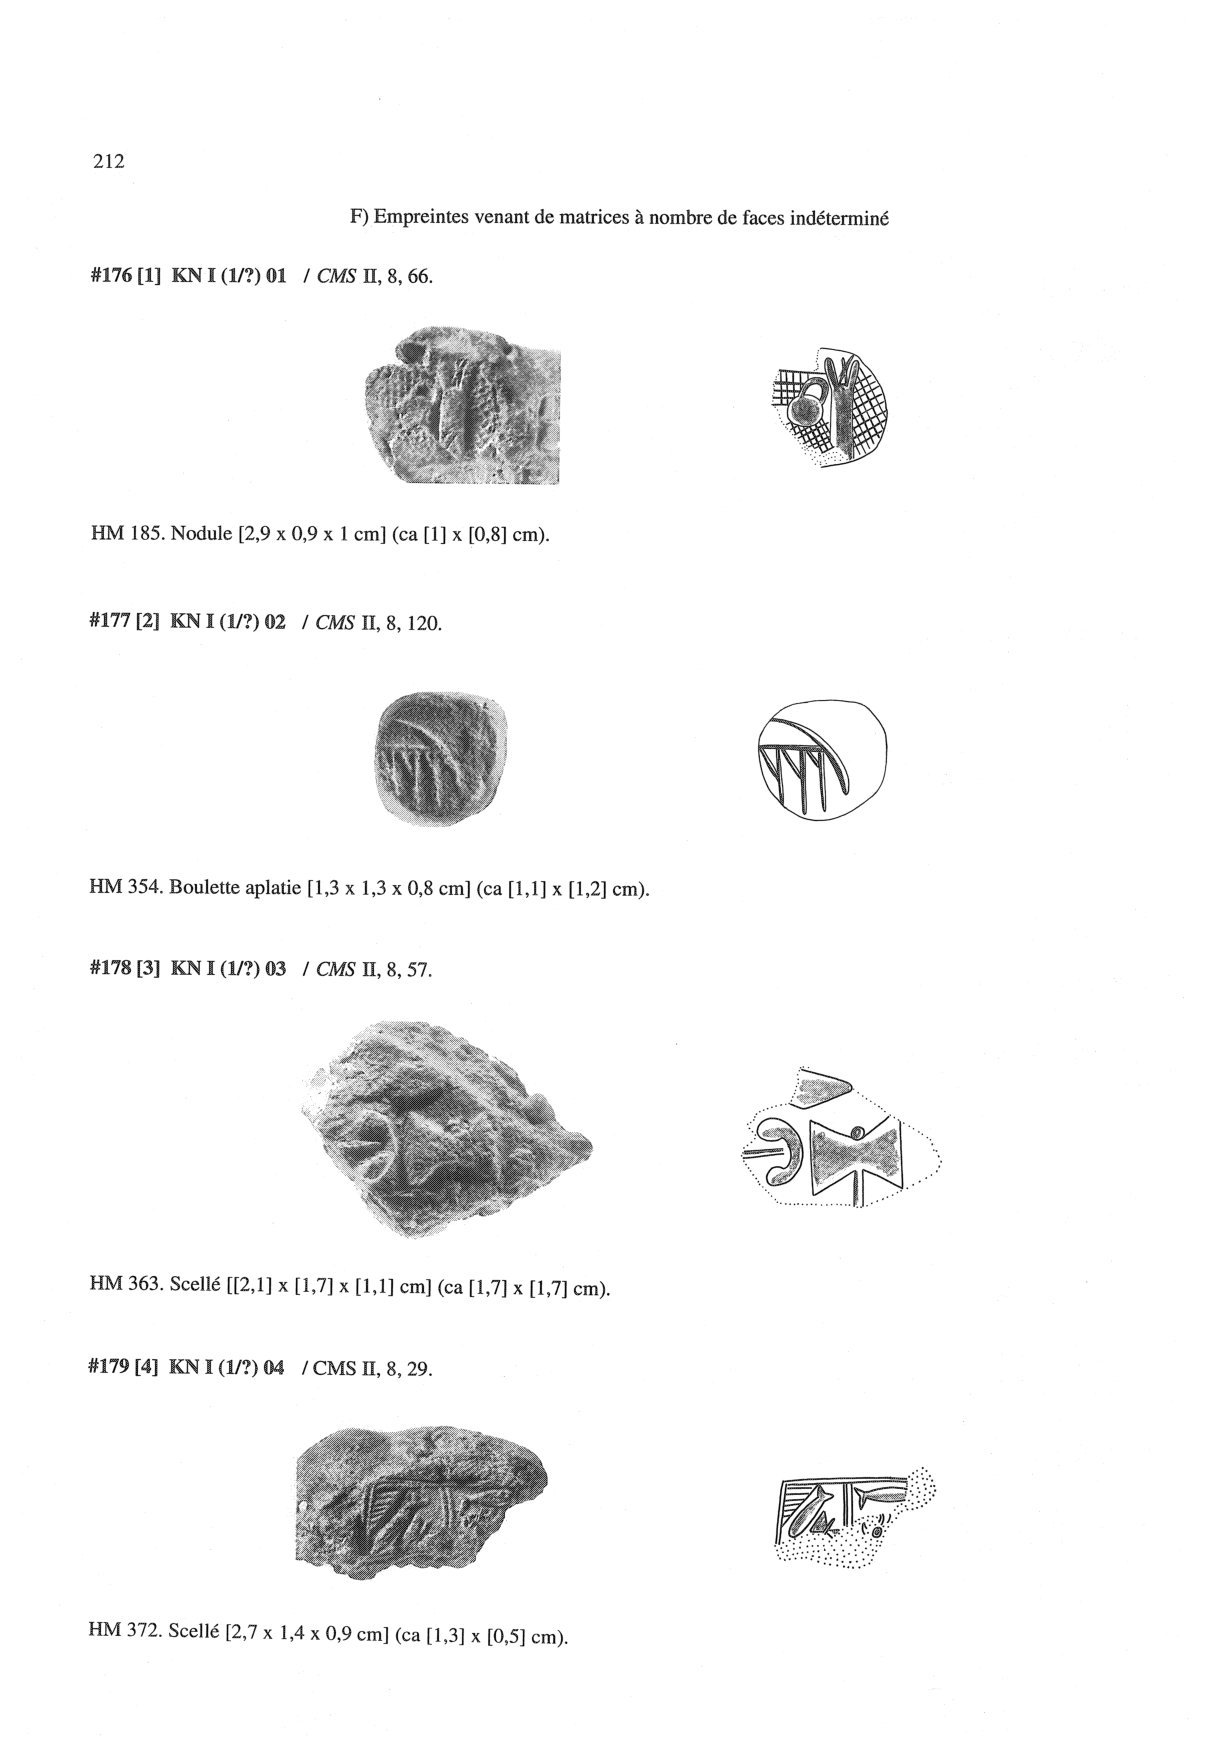 212
F) Empreintes venant de matrices à nombre de faces indéterminé
#176 [1] KN I (1/?) 01 / CMS II, 8, 66.
HM 185. Nodule [2,9 x 0,9 x 1 cm] (ca [1] x [0,8] cm).
#177 [2] KN I (1/?) 02 / CMS II, 8, 120.
HM 354. Boulette aplatie [1,3 x 1,3 x 0,8 cm] (ca [1,1] x [1,2] cm).
#178 [3] KN I (1/?) 03 / CMS II, 8, 57.
HM 363. Scellé [[2,1] x [1,7] x [1,1] cm] (ca [1,7] x [1,7] cm).
#179 [4] KN I (1/?) 04 / CMS II, 8, 29.
HM 372. Scellé [2,7 x 1,4 x 0,9 cm] (ca [1,3] x [0,5] cm).